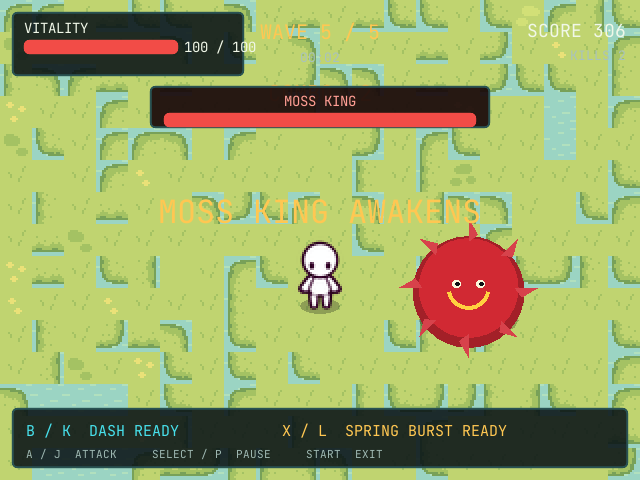 VITALITY
100 / 100
WAVE 5 / 5
SCORE 306
MOSS KING
MOSS KING AWAKENS
B / K DASH READY
X / L SPRING BURST READY
A / J ATTACK
SELECT / P PAUSE
START EXIT